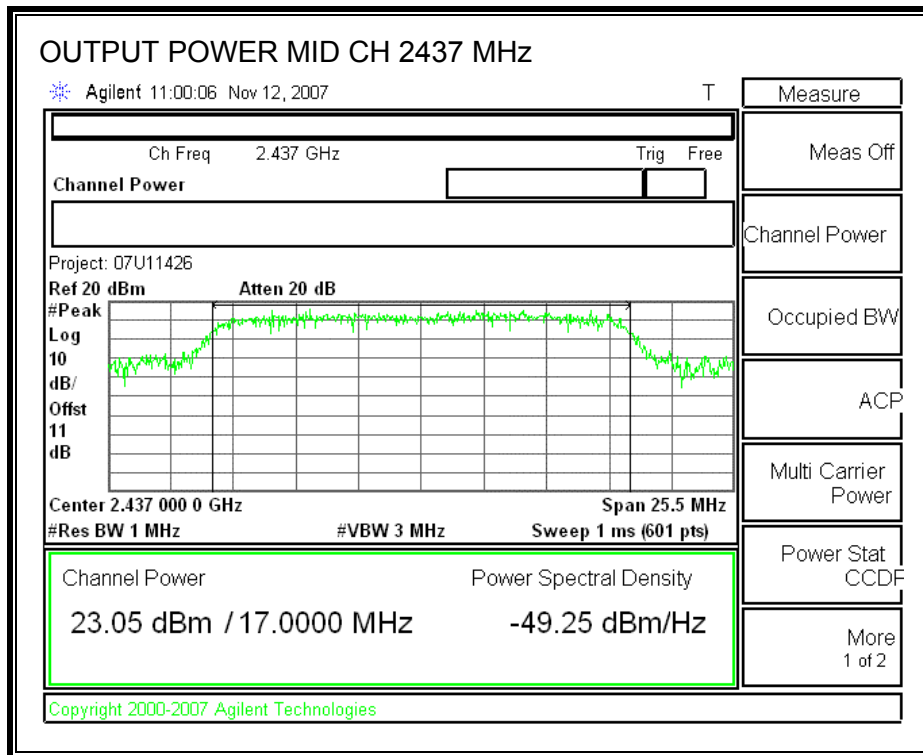 OUTPUT POWER MID CH 2437 MHz
Agilent 11:00:06 Nov 12, 2007 T
Measure
Ch Freq 2.437 GHz Trig Free
Meas Off
Channel Power
Channel Power
Project: 07U11426
Ref 20 dBm Atten 20 dB
#Peak
Log
10
dB/
Offst
11
dB
Occupied BW
ACP
Multi Carrier
Power
Center 2.437 000 0 GHz Span 25.5 MHz
#Res BW 1 MHz #VBW 3 MHz Sweep 1 ms (601 pts)
Power Stat
CCDF
Channel Power Power Spectral Density
23.05 dBm / 17.0000 MHz -49.25 dBm/Hz
More
1 of 2
Copyright 2000-2007 Agilent Technologies